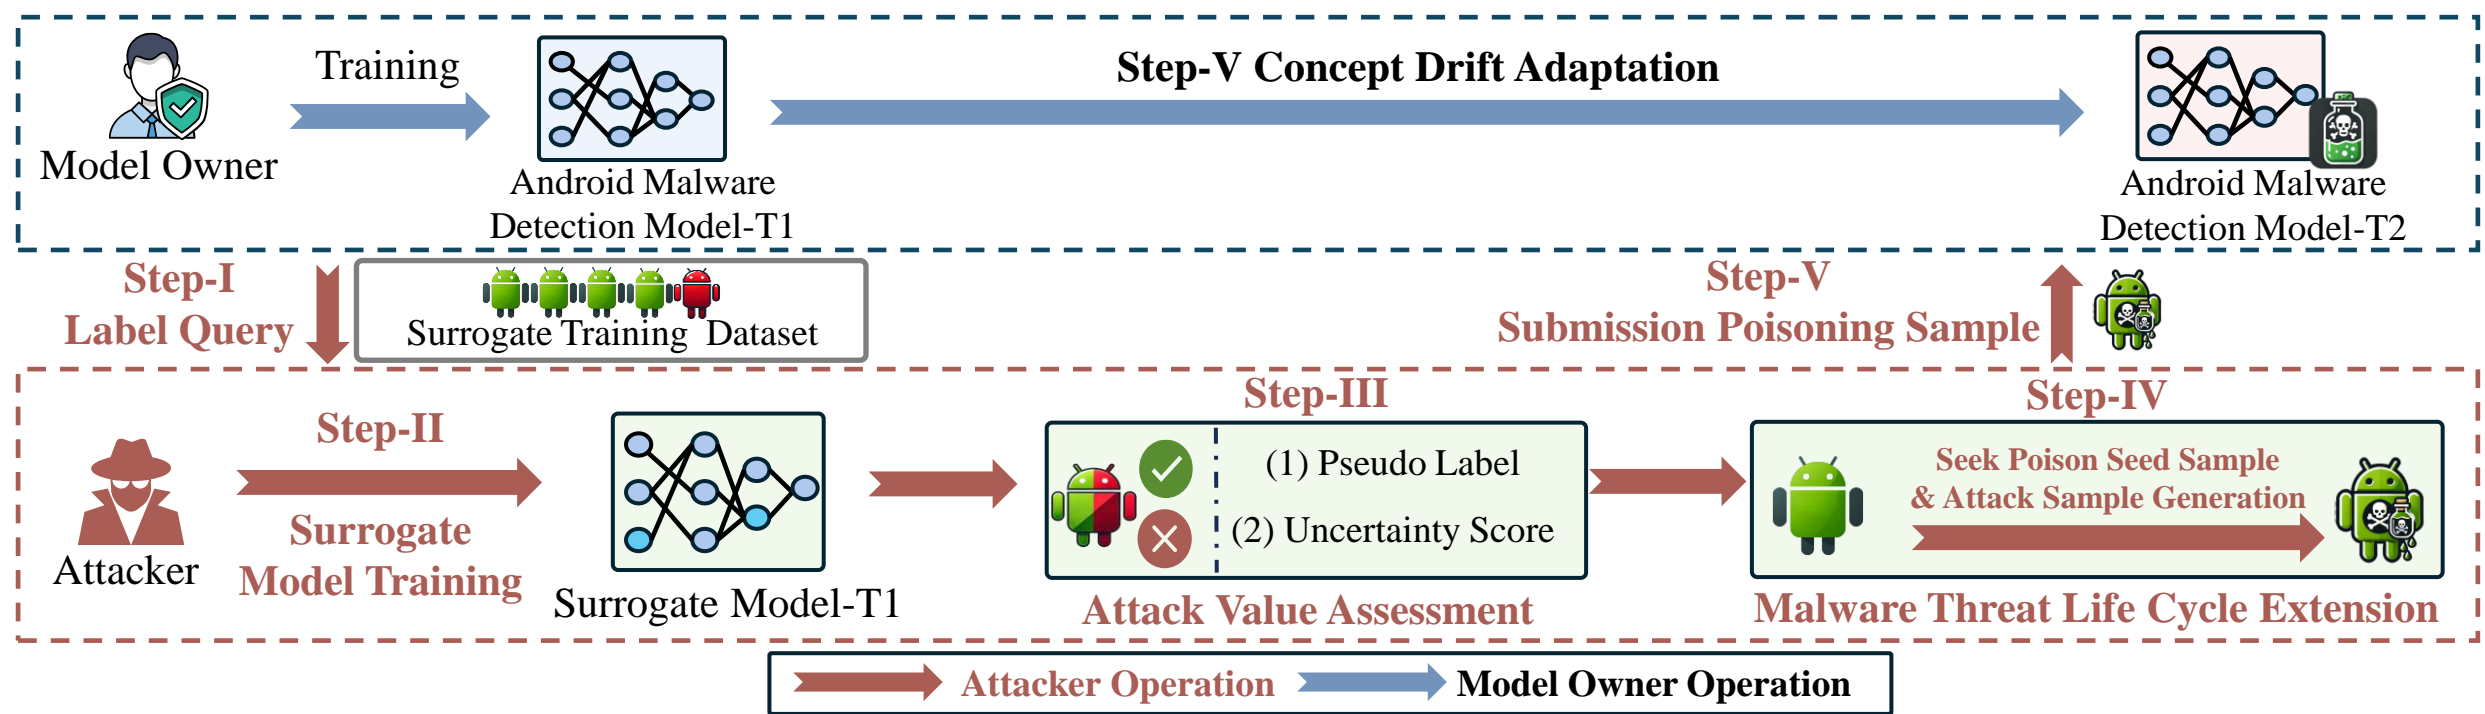 Training
Step-V Concept Drift Adaptation
Model Owner
Android Malware
Detection Model-T1
Android Malware
Detection Model-T2
Step-I
Label Query
Surrogate Training Dataset
Step-V
Submission Poisoning Sample
Step-II
Surrogate
Model Training
Attacker
Surrogate Model-T1
Step-III
(1) Pseudo Label
(2) Uncertainty Score
Attack Value Assessment
Step-IV
Seek Poison Seed Sample
& Attack Sample Generation
Malware Threat Life Cycle Extension
Attacker Operation
Model Owner Operation